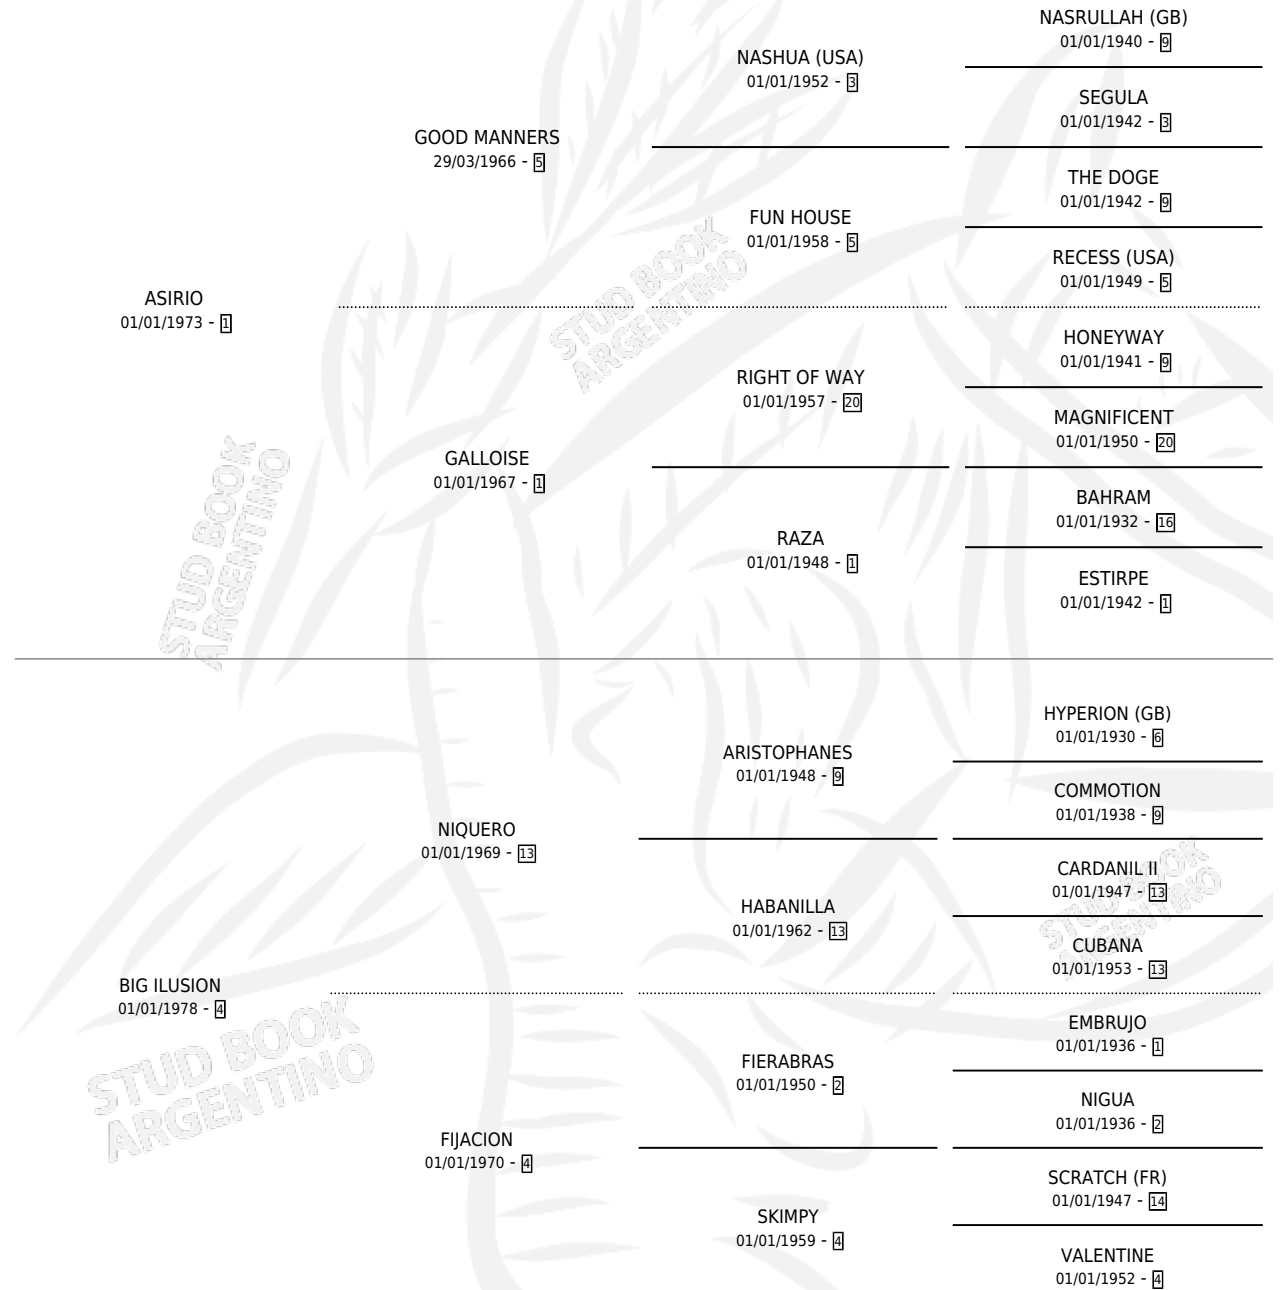 NASRULLAH (GB)
01/01/1940 - 9
NASHUA (USA)
01/01/1952 - 3
SEGULA
01/01/1942 - 3
GOOD MANNERS
29/03/1966 - 5
THE DOGE
01/01/1942 - 9
FUN HOUSE
01/01/1958 - 5
RECESS (USA)
01/01/1949 - 5
STUD BOOK
ARGENTINO
ASIRIO
01/01/1973 - 1
HONEYWAY
01/01/1941 - 9
RIGHT OF WAY
01/01/1957 - 20
MAGNIFICENT
01/01/1950 - 20
GALLOISE
01/01/1967 - 1
BAHRAM
01/01/1932 - 16
RAZA
01/01/1948 - 1
ESTIRPE
01/01/1942 - 1
STUD BOOK
ARGENTINO
HYPERION (GB)
01/01/1930 - 6
ARISTOPHANES
01/01/1948 - 9
COMMOTION
01/01/1938 - 9
NIQUERO
01/01/1969 - 13
CARDANIL II
01/01/1947 - 13
HABANILLA
01/01/1962 - 13
CUBANA
01/01/1953 - 13
STUD BOOK
ARGENTINO
BIG ILUSION
01/01/1978 - 4
EMBRUJO
01/01/1936 - 1
FIERABRAS
01/01/1950 - 2
NIGUA
01/01/1936 - 2
STUD BOOK
ARGENTINO
FIJACION
01/01/1970 - 4
SCRATCH (FR)
01/01/1947 - 14
SKIMPY
01/01/1959 - 4
VALENTINE
01/01/1952 - 4